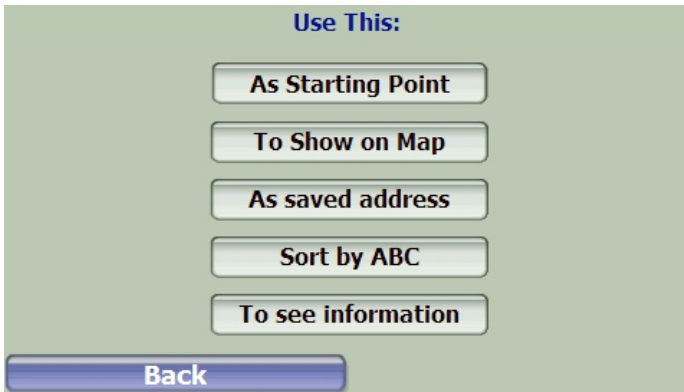 Use This:
As Starting Point
To Show on Map
As saved address
Sort by ABC
To see information
Back